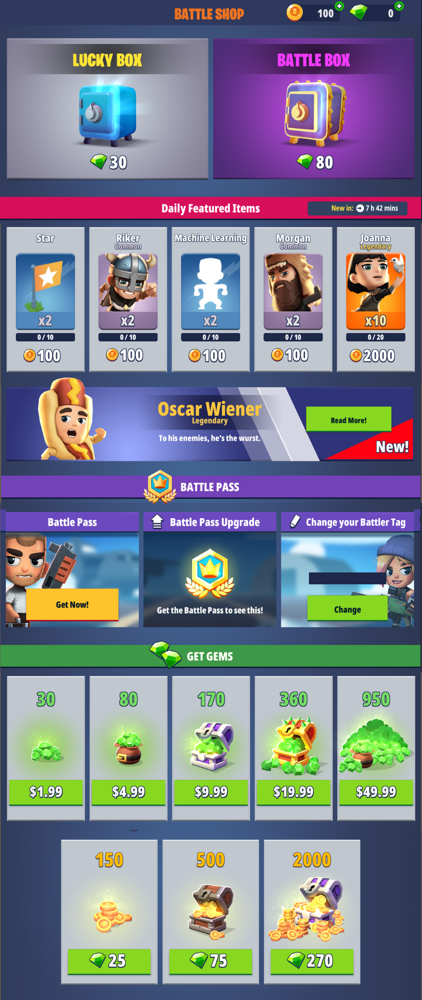 BATTLE SHOP
100
0
LUCKY BOX
30
BATTLE BOX
80
Daily Featured Items
New in: 7 h 42 mins
Star
x2
0 / 10
100
Riker
Common
x2
0 / 10
100
Machine Learning
x2
0 / 10
100
Morgan
Common
x2
0 / 10
100
Joanna
Legendary
x10
0 / 20
2000
Oscar Wiener
Legendary
To his enemies, he's the wurst.
Read More!
New!
BATTLE PASS
Battle Pass
Get Now!
Battle Pass Upgrade
Get the Battle Pass to see this!
Change your Battler Tag
Change
GET GEMS
30
$1.99
80
$4.99
170
$9.99
360
$19.99
950
$49.99
150
25
500
75
2000
270